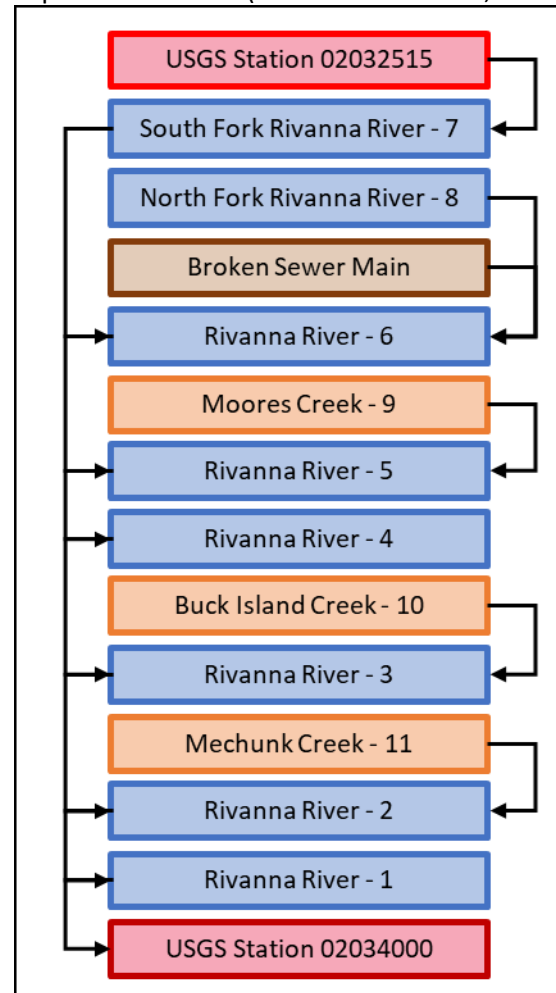 USGS Station 02032515
South Fork Rivanna River - 7
North Fork Rivanna River - 8
Broken Sewer Main
Rivanna River - 6
Moores Creek - 9
Rivanna River - 5
Rivanna River - 4
Buck Island Creek - 10
Rivanna River - 3
Mechunk Creek - 11
Rivanna River - 2
Rivanna River - 1
USGS Station 02034000